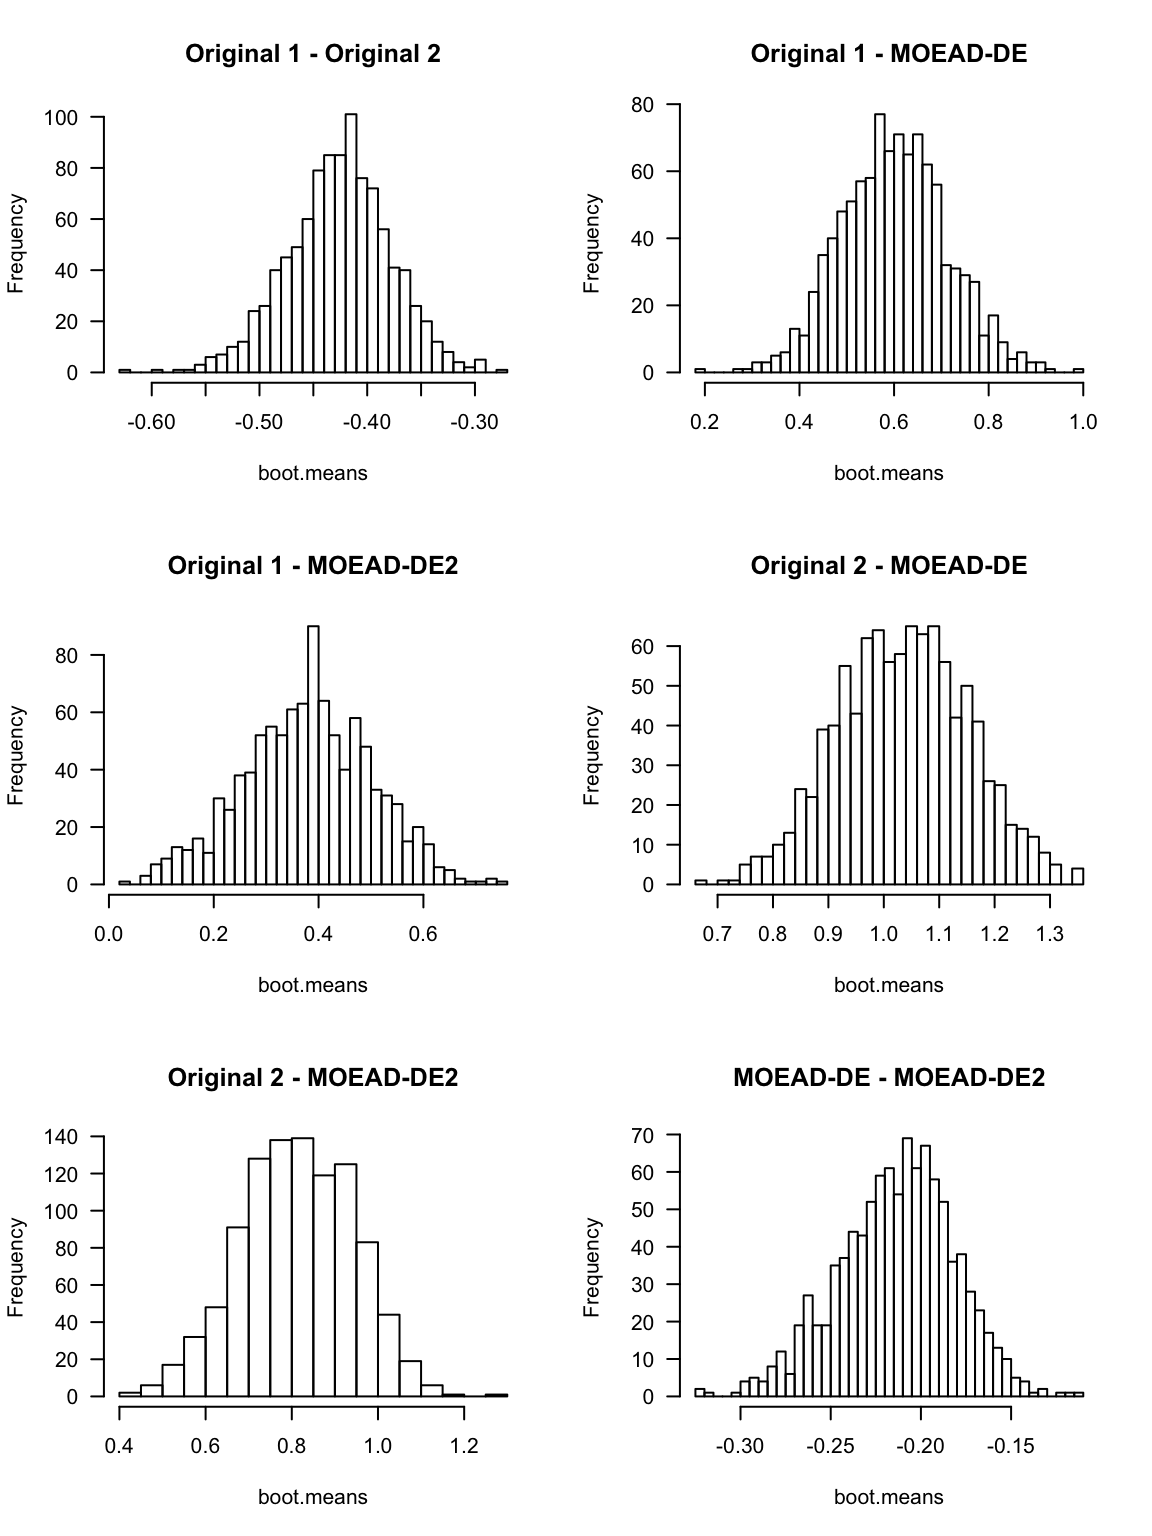 Original 1 - Original 2
Frequency
100
80
60
40
20
0
-0.60 -0.50 -0.40 -0.30
boot.means
Original 1 - MOEAD-DE
Frequency
80
60
40
20
0
0.2 0.4 0.6 0.8 1.0
boot.means
Original 1 - MOEAD-DE2
Frequency
80
60
40
20
0
0.0 0.2 0.4 0.6
boot.means
Original 2 - MOEAD-DE
Frequency
60
50
40
30
20
10
0
0.7 0.8 0.9 1.0 1.1 1.2 1.3
boot.means
Original 2 - MOEAD-DE2
Frequency
140
120
100
80
60
40
20
0
0.4 0.6 0.8 1.0 1.2
boot.means
MOEAD-DE - MOEAD-DE2
Frequency
70
60
50
40
30
20
10
0
-0.30 -0.25 -0.20 -0.15
boot.means